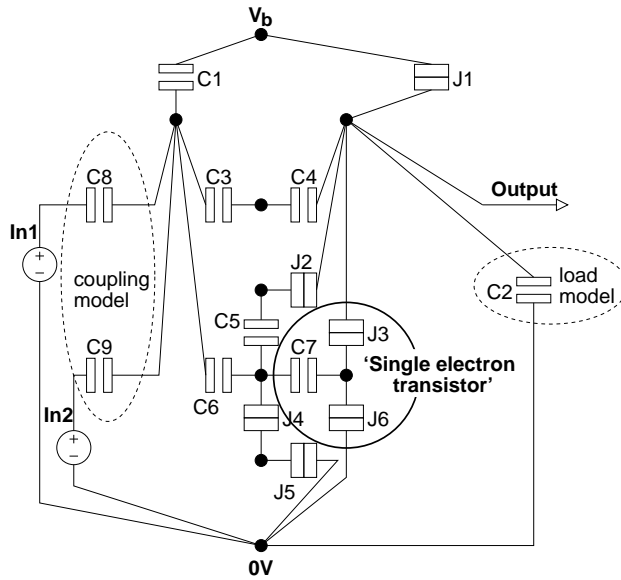 V_b
C1
J1
C8
C3
C4
Output
In1
coupling
model
J2
C2
load
model
C5
J3
C9
C7
'Single electron
transistor'
C6
In2
J4
J6
J5
0V